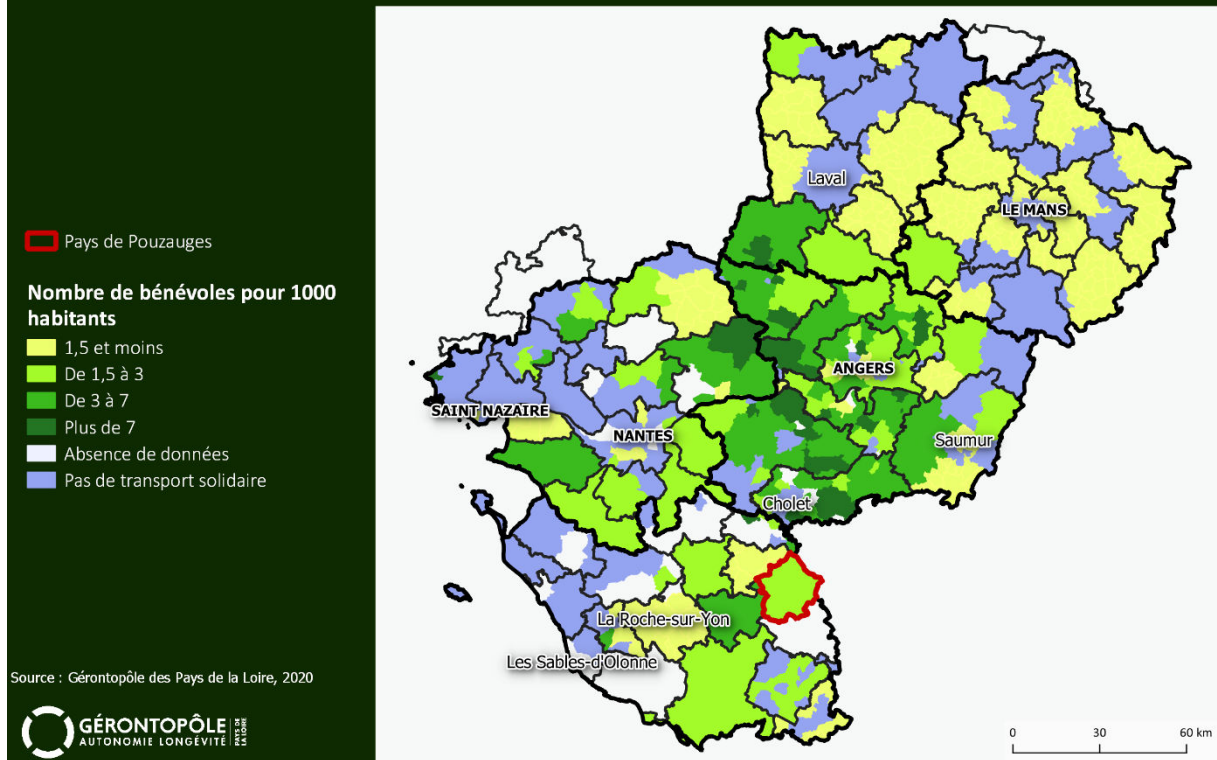 Pays de Pouzauges
Nombre de bénévoles pour 1000
habitants
1,5 et moins
De 1,5 à 3
De 3 à 7
Plus de 7
Absence de données
Pas de transport solidaire
Source : Gérontopôle des Pays de la Loire, 2020
GÉRONTOPÔLE
AUTONOMIE LONGÉVITÉ
PAYS DE
LA LOIRE
Laval
LE MANS
ANGERS
SAINT NAZAIRE
NANTES
Saumur
Cholet
La Roche-sur-Yon
Les Sables-d'Olonne
0 30 60 km